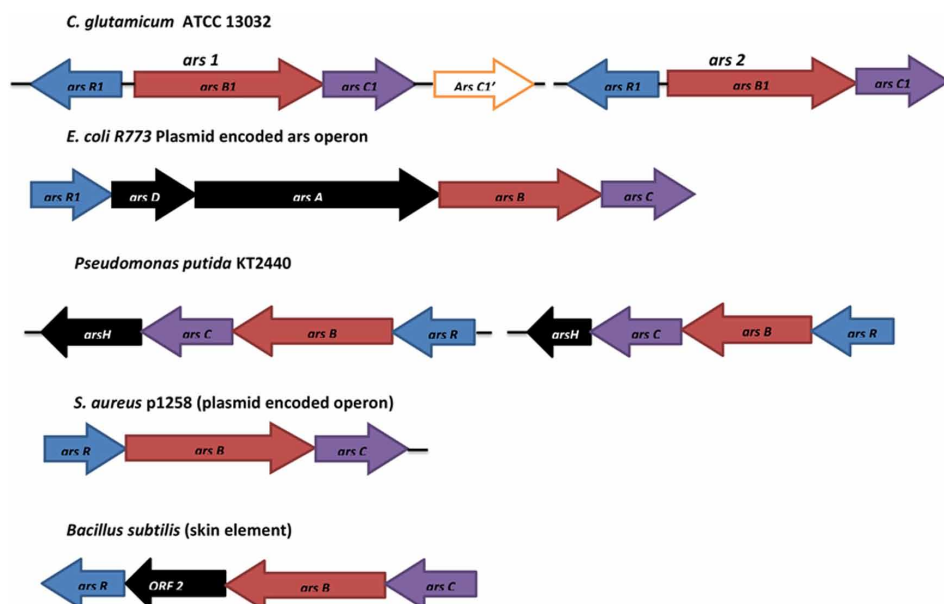 C. glutamicum ATCC 13032
ars 1 ars 2
ars R1 ars B1 ars C1 Ars C1' ars R1 ars B1 ars C1
E. coli R773 Plasmid encoded ars operon
ars R1 ars D ars A ars B ars C
Pseudomonas putida KT2440
arsH ars C ars B ars R arsH ars C ars B ars R
S. aureus p1258 (plasmid encoded operon)
ars R ars B ars C
Bacillus subtilis (skin element)
ars R ORF 2 ars B ars C